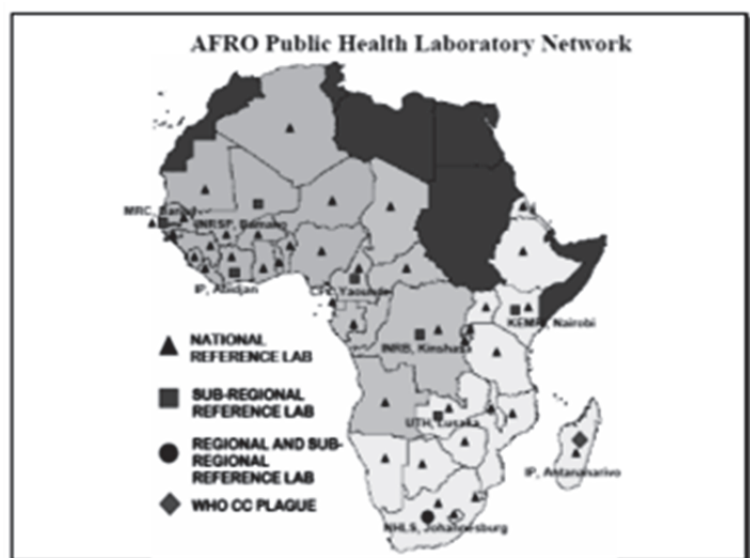 AFRO Public Health Laboratory Network
MRC,
INRSP, Bamako
IP, Abidjan
CPC, Yaounde
KEMRI, Nairobi
INRB, Kinshasa
UTH, Lusaka
IP, Antananarivo
NHLS, Johannesburg
NATIONAL
REFERENCE LAB
SUB-REGIONAL
REFERENCE LAB
REGIONAL AND SUB-
REGIONAL
REFERENCE LAB
WHO CC PLAGUE